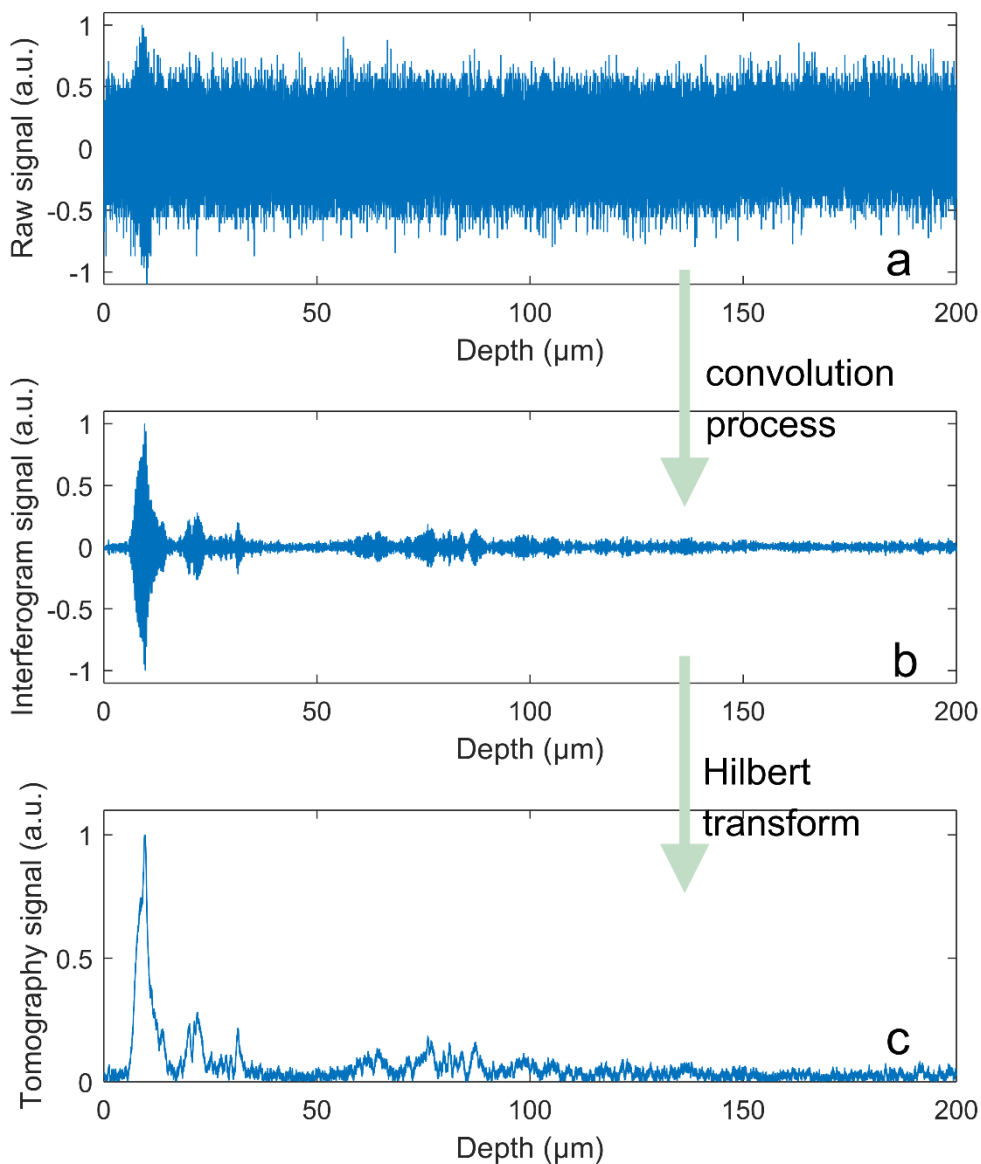 Raw signal (a.u.)
1
0.5
0
-0.5
-1
a
0 50 100 150 200
Depth (µm)
convolution
process
Interferogram signal (a.u.)
1
0.5
0
-0.5
-1
b
0 50 100 150 200
Depth (µm)
Hilbert
transform
Tomography signal (a.u.)
1
0.5
0
c
0 50 100 150 200
Depth (µm)